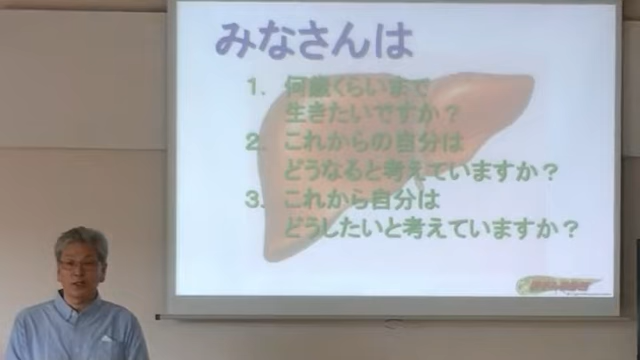 みなさんは
1. 何歳くらいまで
生きたいですか？
2. これからの自分は
どうなると考えていますか？
3. これから自分は
どうしたいと考えていますか？